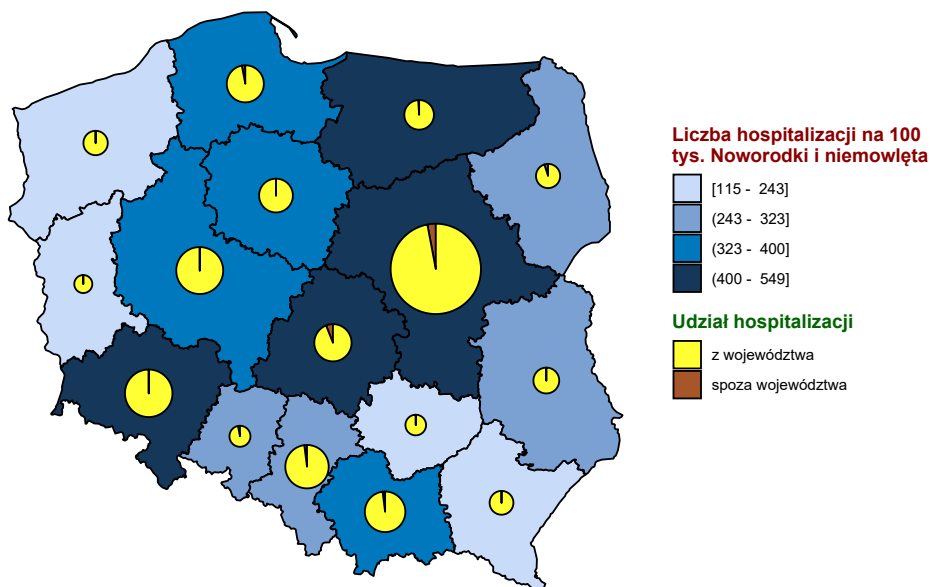 Liczba hospitalizacji na 100
tys. Noworodki i niemowlęta
[115 - 243]
(243 - 323]
(323 - 400]
(400 - 549]
Udział hospitalizacji
z województwa
spoza województwa